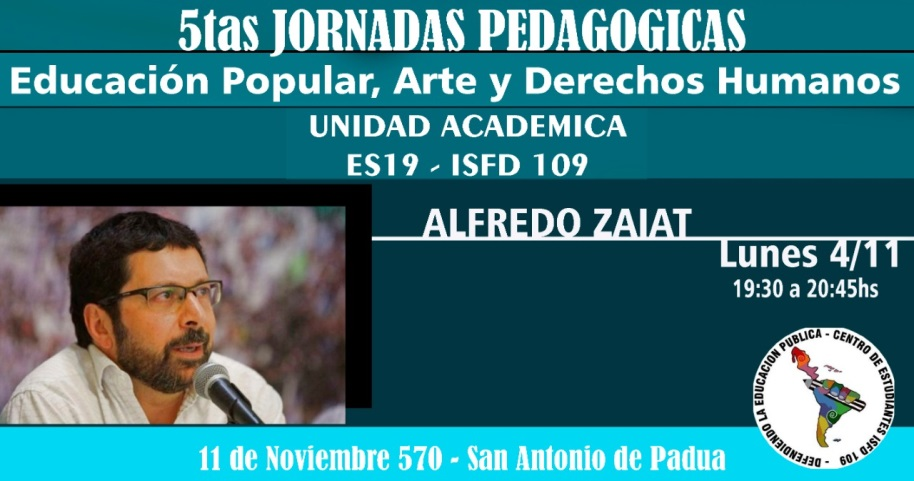 5tas JORNADAS PEDAGOGICAS
Educación Popular, Arte y Derechos Humanos
UNIDAD ACADEMICA
ES19 - ISFD 109
ALFREDO ZAIAT
Lunes 4/11
19:30 a 20:45hs
DEFENDIENDO LA EDUCACION PUBLICA - CENTRO DE ESTUDIANTES ISFD 109 -
11 de Noviembre 570 - San Antonio de Padua